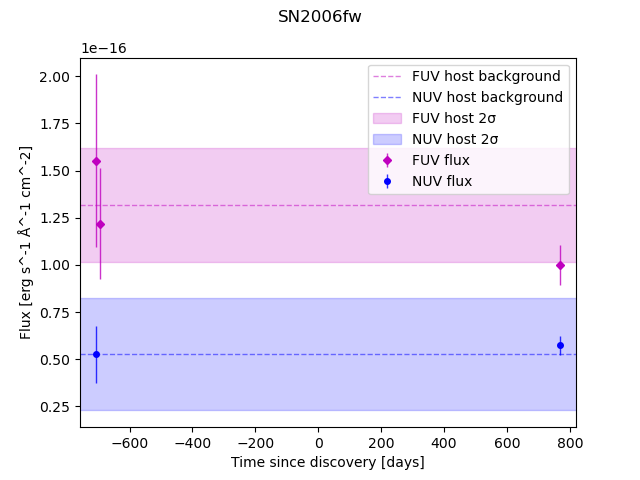 SN2006fw
1e−16
2.00
1.75
1.50
1.25
1.00
0.75
0.50
0.25
Flux [erg s^-1 Å^-1 cm^-2]
FUV host background
NUV host background
FUV host 2σ
NUV host 2σ
FUV flux
NUV flux
−600 −400 −200 0 200 400 600 800
Time since discovery [days]